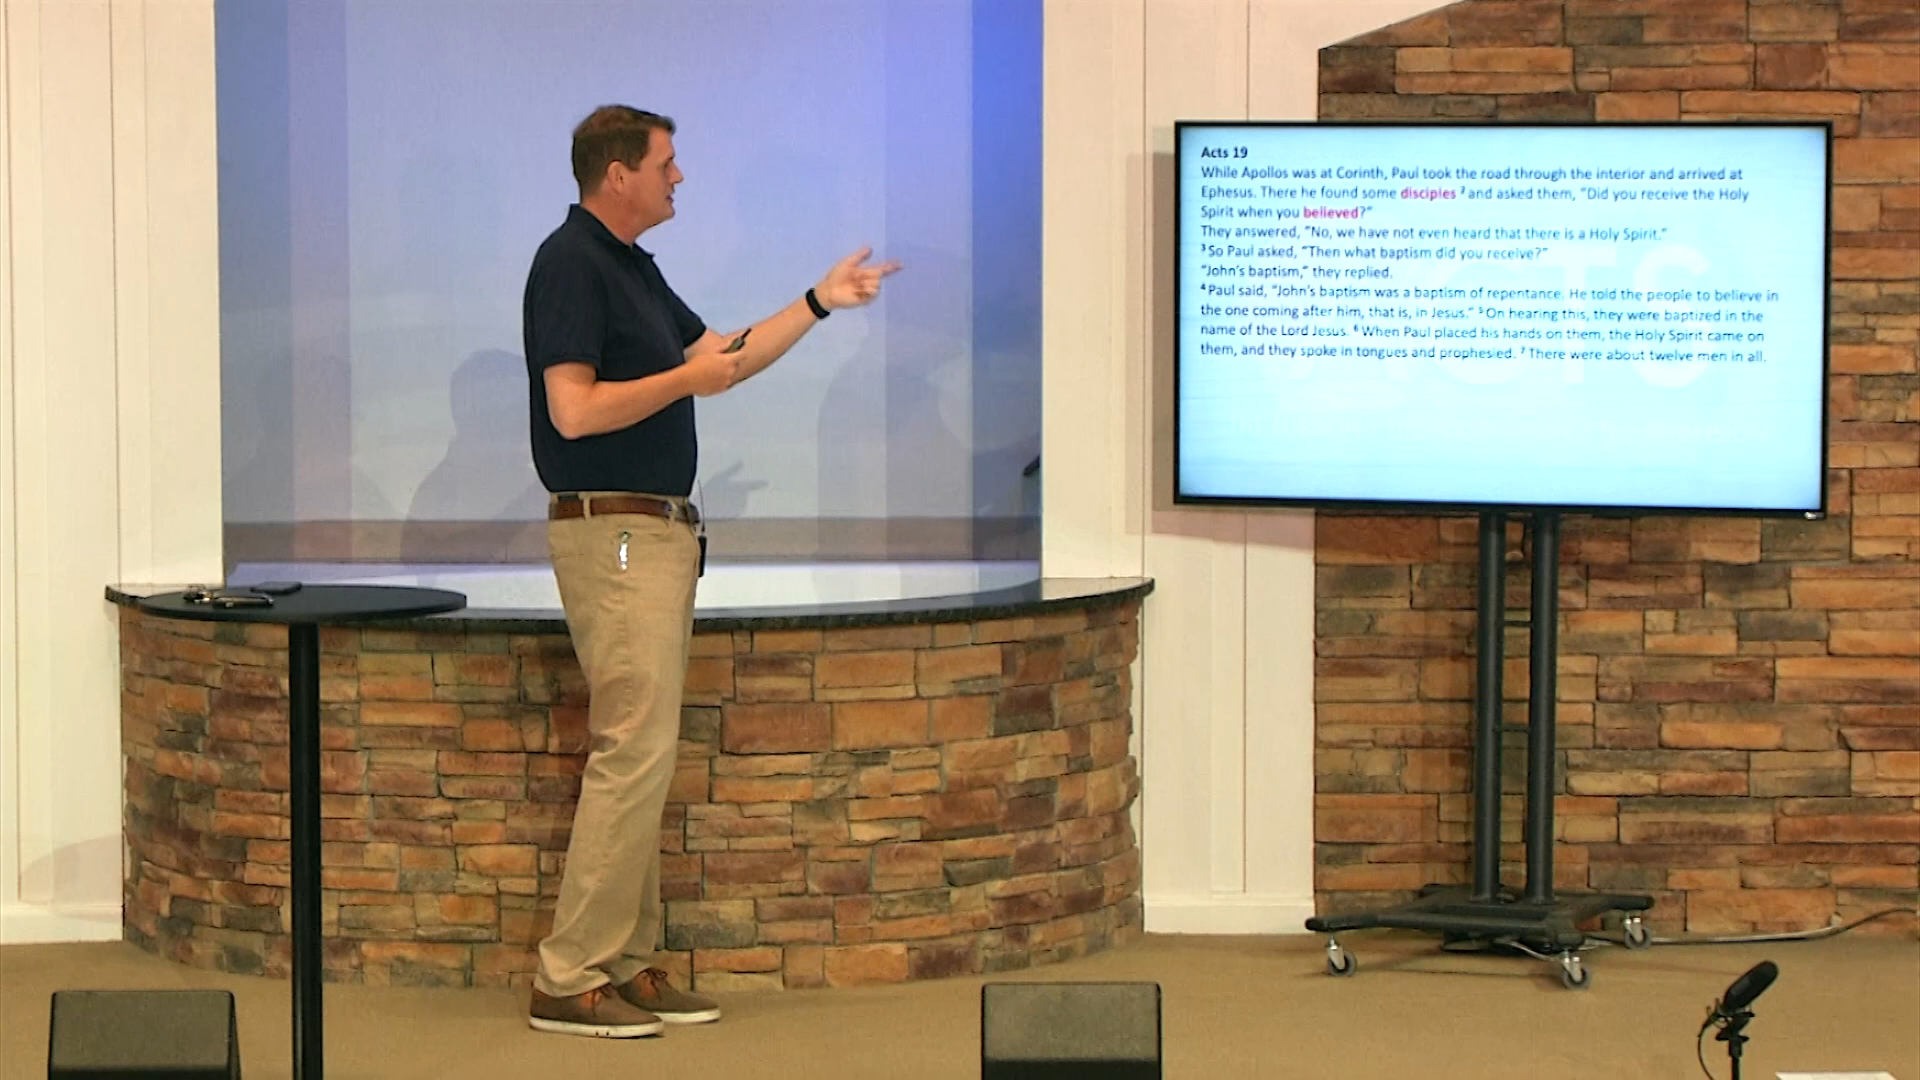 Acts 19
While Apollos was at Corinth, Paul took the road through the interior and arrived at
Ephesus. There he found some disciples ² and asked them, “Did you receive the Holy
Spirit when you believed?”
They answered, “No, we have not even heard that there is a Holy Spirit.”
³ So Paul asked, “Then what baptism did you receive?”
“John’s baptism,” they replied.
⁴ Paul said, “John’s baptism was a baptism of repentance. He told the people to believe in
the one coming after him, that is, in Jesus.” ⁵ On hearing this, they were baptized in the
name of the Lord Jesus. ⁶ When Paul placed his hands on them, the Holy Spirit came on
them, and they spoke in tongues and prophesied. ⁷ There were about twelve men in all.
ACTS